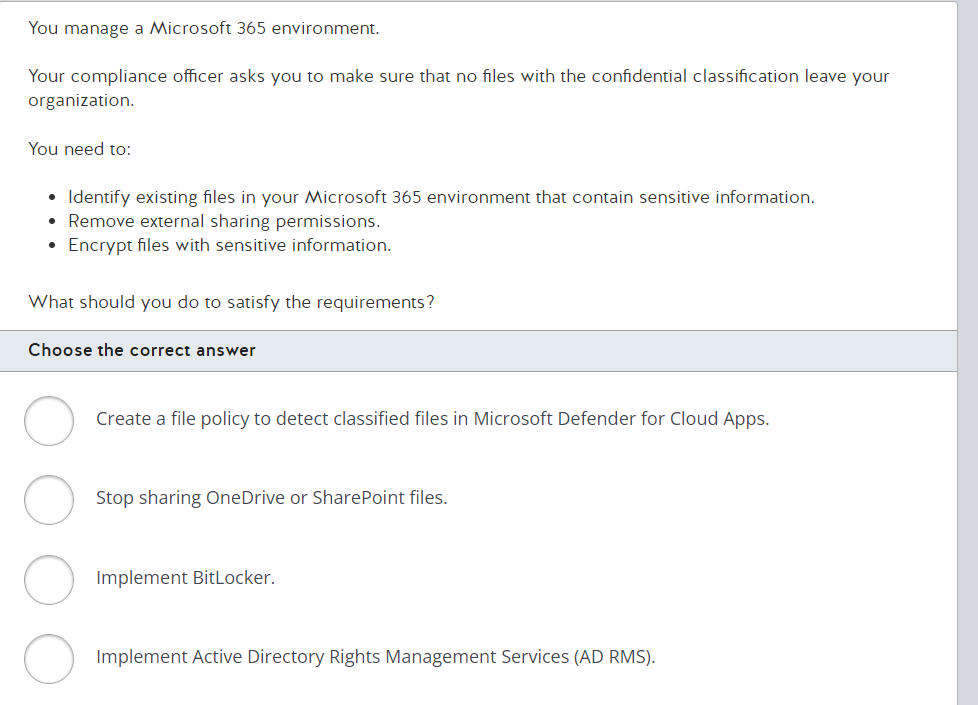 You manage a Microsoft 365 environment.
Your compliance officer asks you to make sure that no files with the confidential classification leave your
organization.
You need to:
• Identify existing files in your Microsoft 365 environment that contain sensitive information.
• Remove external sharing permissions.
• Encrypt files with sensitive information.
What should you do to satisfy the requirements?
Choose the correct answer
Create a file policy to detect classified files in Microsoft Defender for Cloud Apps.
Stop sharing OneDrive or SharePoint files.
Implement BitLocker.
Implement Active Directory Rights Management Services (AD RMS).